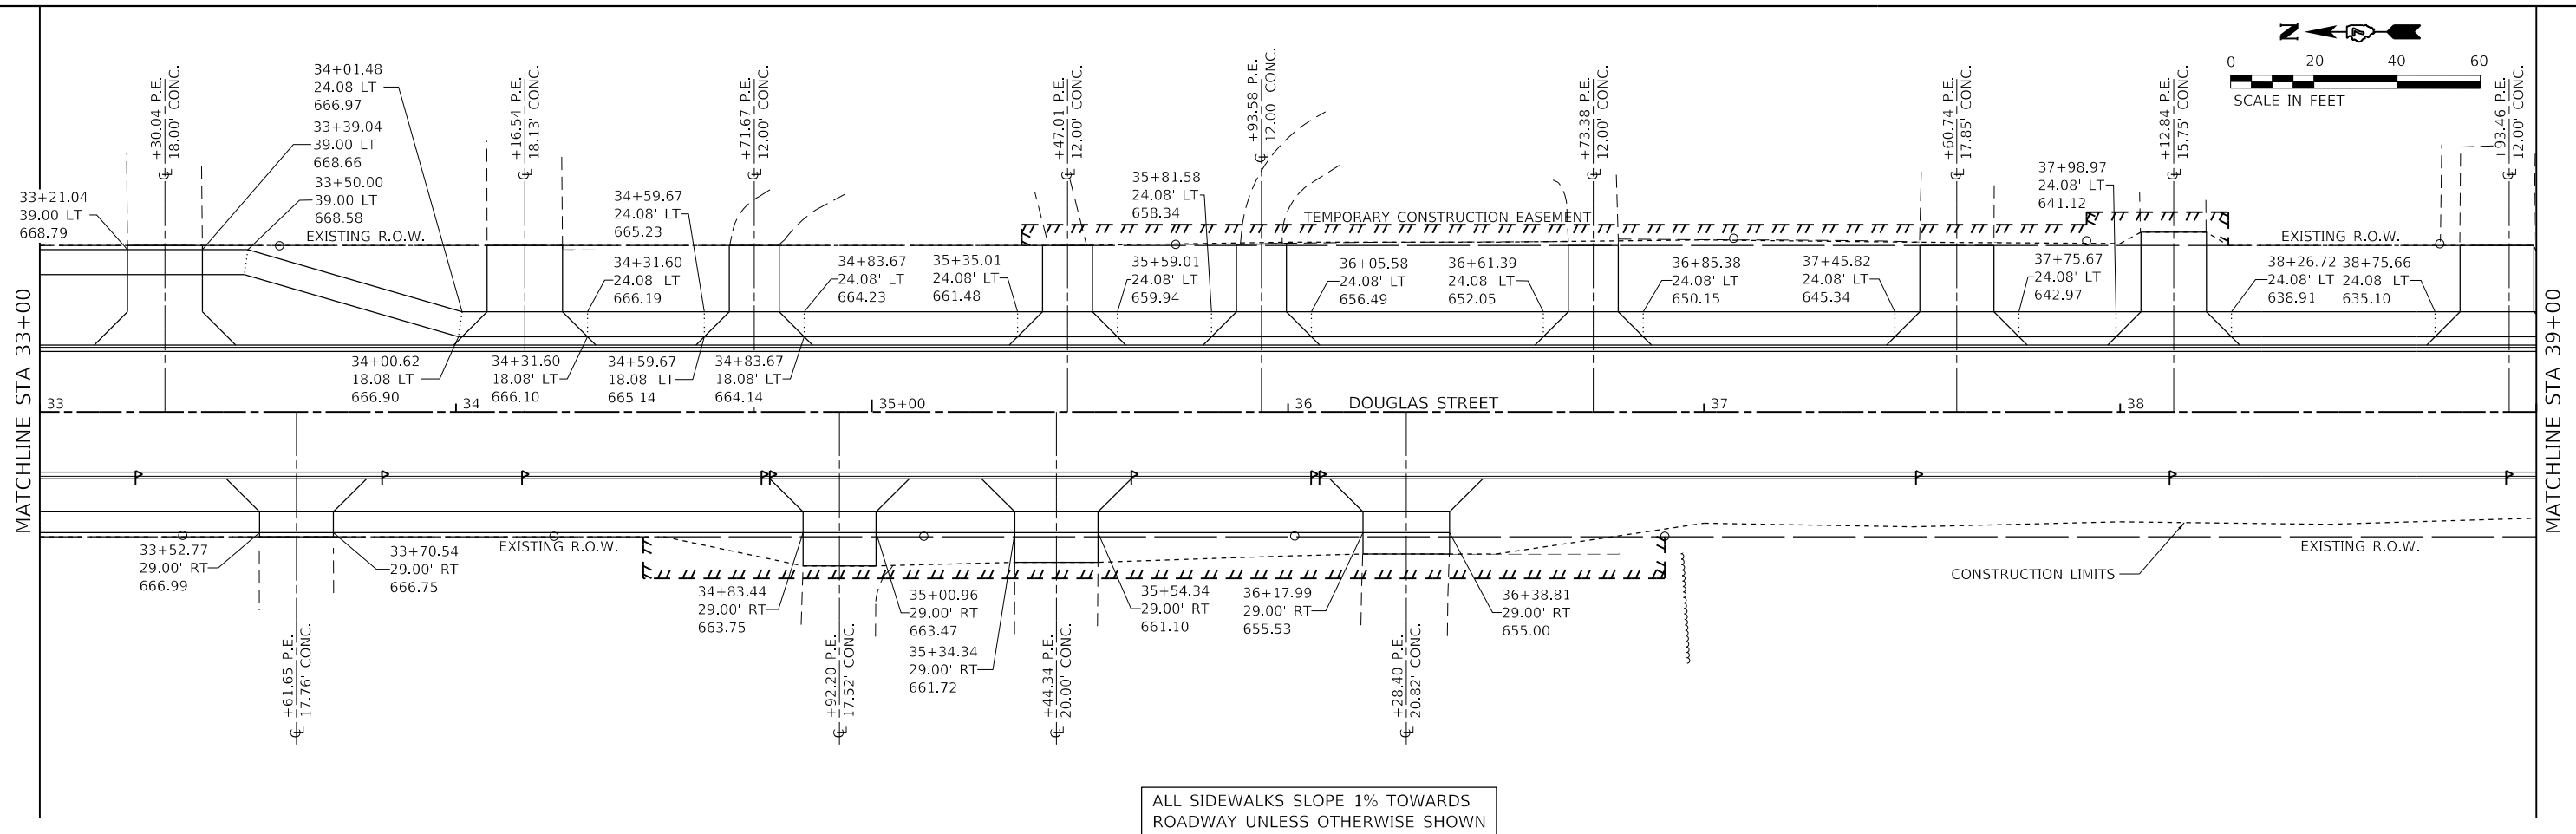 34+01.48
24.08 LT
666.97
33+39.04
39.00 LT
668.66
33+50.00
39.00 LT
668.58
33+21.04
39.00 LT
668.79
EXISTING R.O.W.
+30.04 P.E.
18.00' CONC.
+16.54 P.E.
18.13' CONC.
+71.67 P.E.
12.00' CONC.
+47.01 P.E.
12.00' CONC.
+93.58 P.E.
12.00' CONC.
+73.38 P.E.
12.00' CONC.
+60.74 P.E.
17.85' CONC.
+12.84 P.E.
15.75' CONC.
+93.46 P.E.
12.00' CONC.
N
0 20 40 60
SCALE IN FEET
34+59.67
24.08' LT
665.23
34+31.60
24.08' LT
666.19
34+83.67
24.08' LT
664.23
35+35.01
24.08' LT
661.48
35+81.58
24.08' LT
658.34
35+59.01
24.08' LT
659.94
TEMPORARY CONSTRUCTION EASEMENT
36+05.58
24.08' LT
656.49
36+61.39
24.08' LT
652.05
36+85.38
24.08' LT
650.15
37+45.82
24.08' LT
645.34
37+98.97
24.08' LT
641.12
37+75.67
24.08' LT
642.97
EXISTING R.O.W.
38+26.72
24.08' LT
638.91
38+75.66
24.08' LT
635.10
34+00.62
18.08 LT
666.90
34+31.60
18.08' LT
666.10
34+59.67
18.08' LT
665.14
34+83.67
18.08' LT
664.14
MATCHLINE STA 33+00
MATCHLINE STA 39+00
33
34
35+00
36
DOUGLAS STREET
37
38
33+52.77
29.00' RT
666.99
33+70.54
29.00' RT
666.75
EXISTING R.O.W.
34+83.44
29.00' RT
663.75
35+00.96
29.00' RT
663.47
35+34.34
29.00' RT
661.72
35+54.34
29.00' RT
661.10
36+17.99
29.00' RT
655.53
36+38.81
29.00' RT
655.00
CONSTRUCTION LIMITS
EXISTING R.O.W.
+61.65 P.E.
17.76' CONC.
+92.20 P.E.
17.52' CONC.
+44.34 P.E.
20.00' CONC.
+28.40 P.E.
20.82' CONC.
ALL SIDEWALKS SLOPE 1% TOWARDS
ROADWAY UNLESS OTHERWISE SHOWN